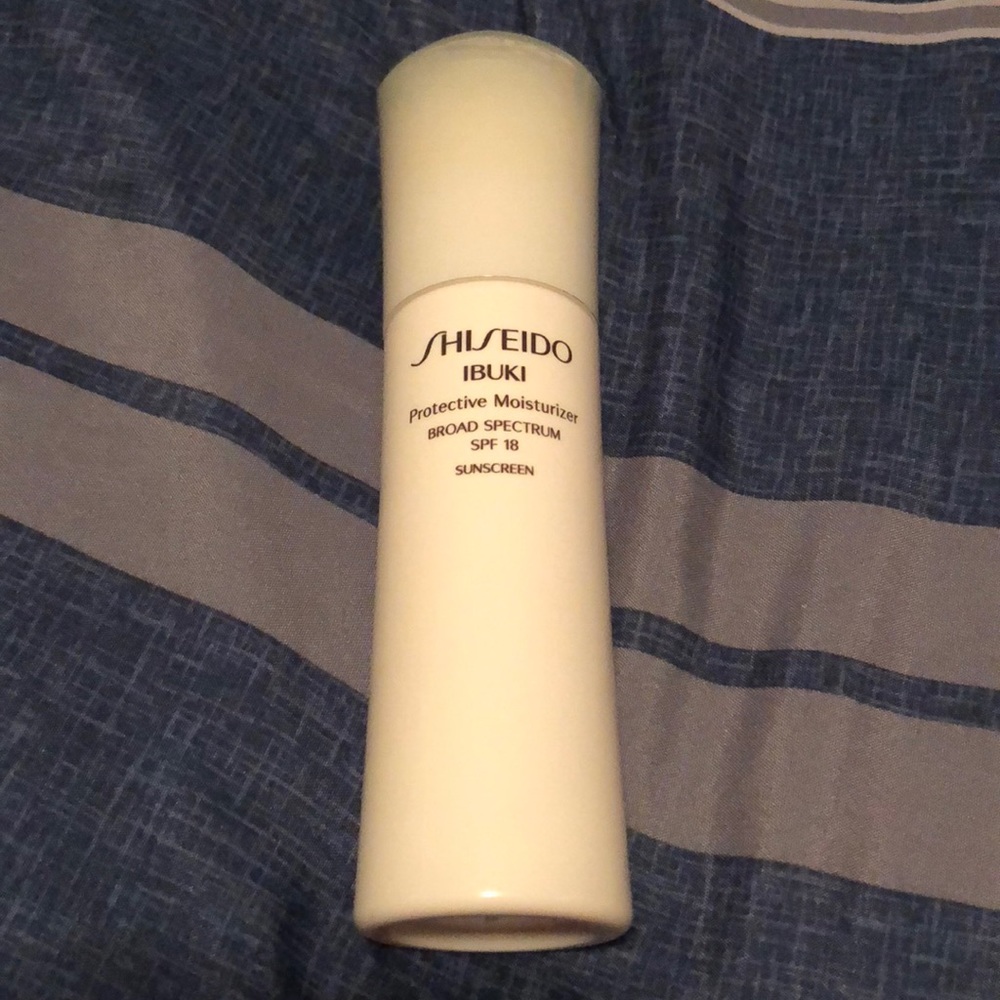 SHISEIDO
IBUKI
Protective Moisturizer
BROAD SPECTRUM
SPF 18
SUNSCREEN